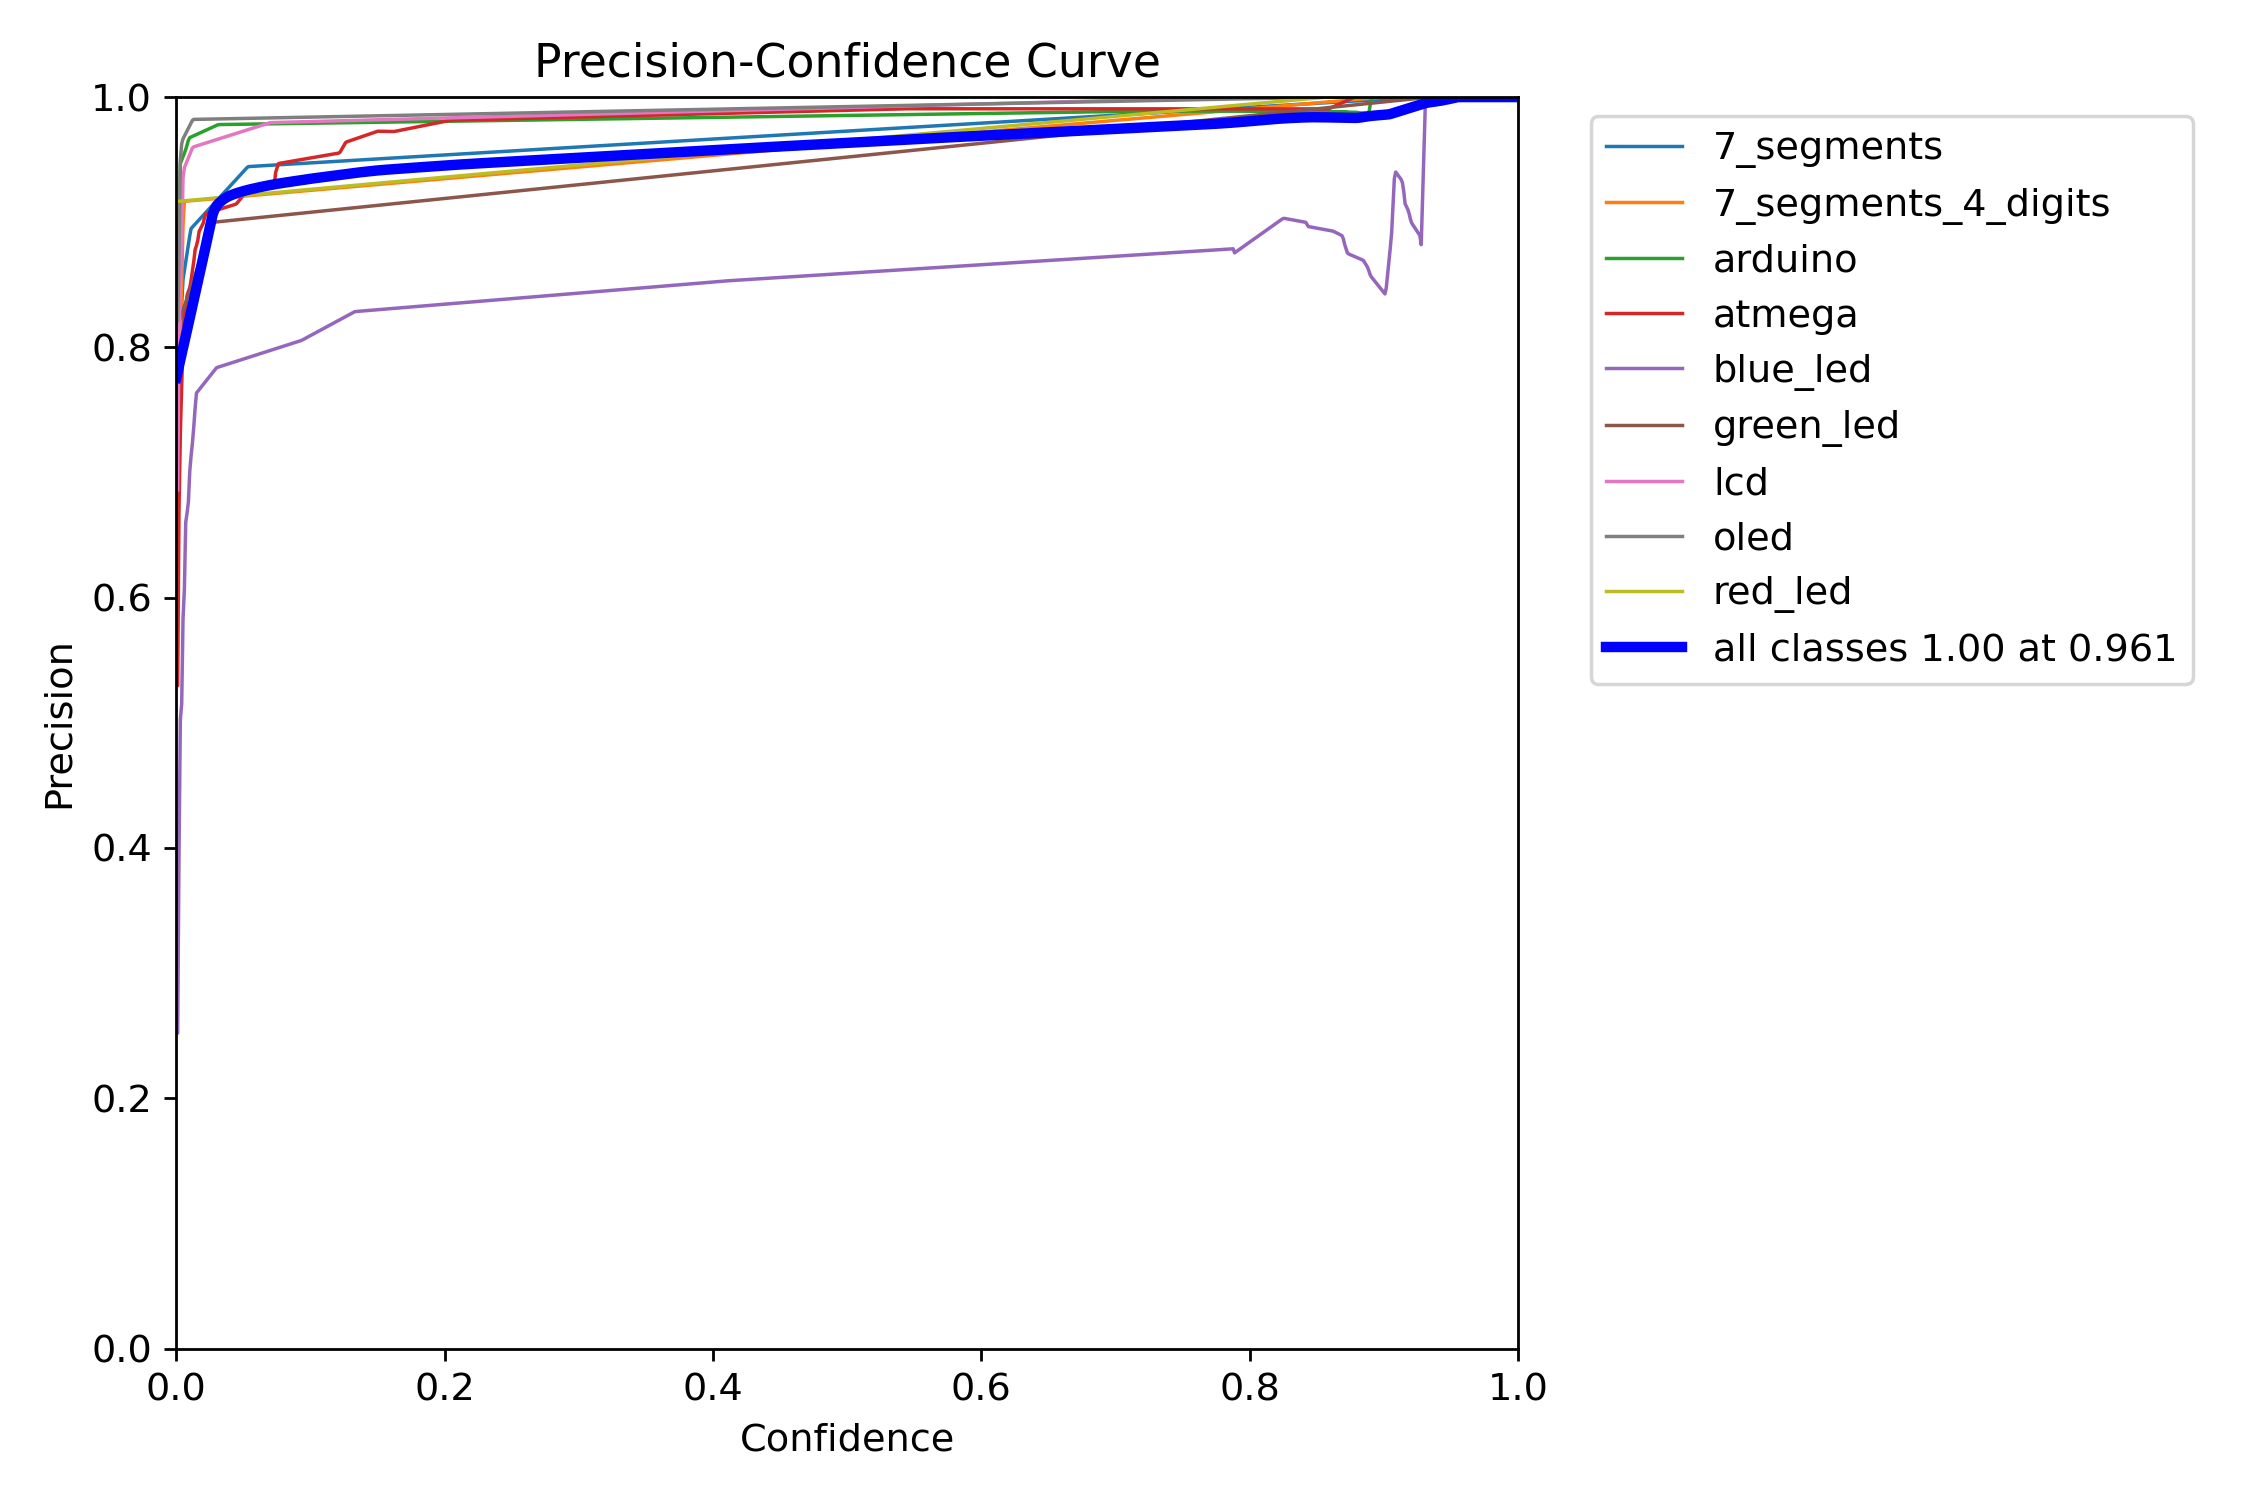 Precision-Confidence Curve
1.0
0.8
0.6
0.4
0.2
0.0
Precision
0.0 0.2 0.4 0.6 0.8 1.0
Confidence
7_segments
7_segments_4_digits
arduino
atmega
blue_led
green_led
lcd
oled
red_led
all classes 1.00 at 0.961